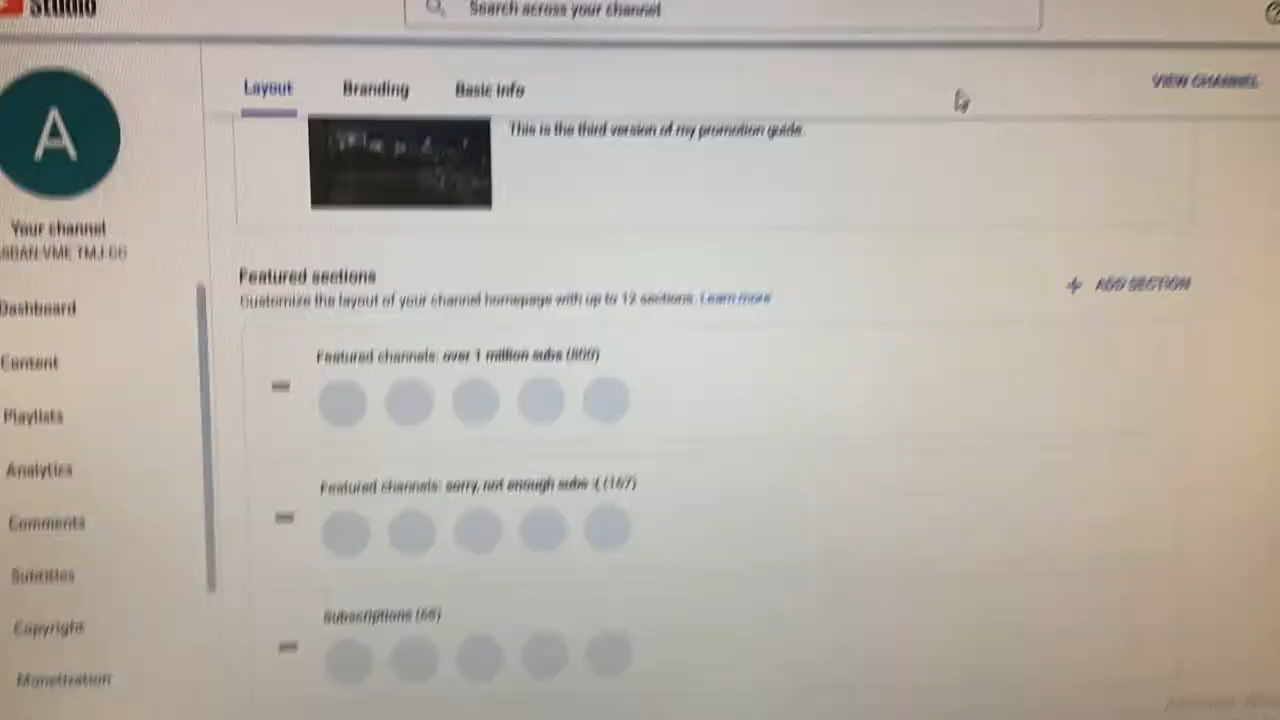 Studio
Search across your channel
Layout
Branding
Basic info
VIEW CHANNEL
This is the third version of my promotion guide
A
Your channel
Featured sections
Customize the layout of your channel homepage with up to 12 sections. Learn more
ADD SECTION
Dashboard
Content
Playlists
Analytics
Comments
Subtitles
Copyright
Monetization
Featured channels: over 1 million subs
Featured channels: sorry, not enough subs :( (167)
Subscriptions